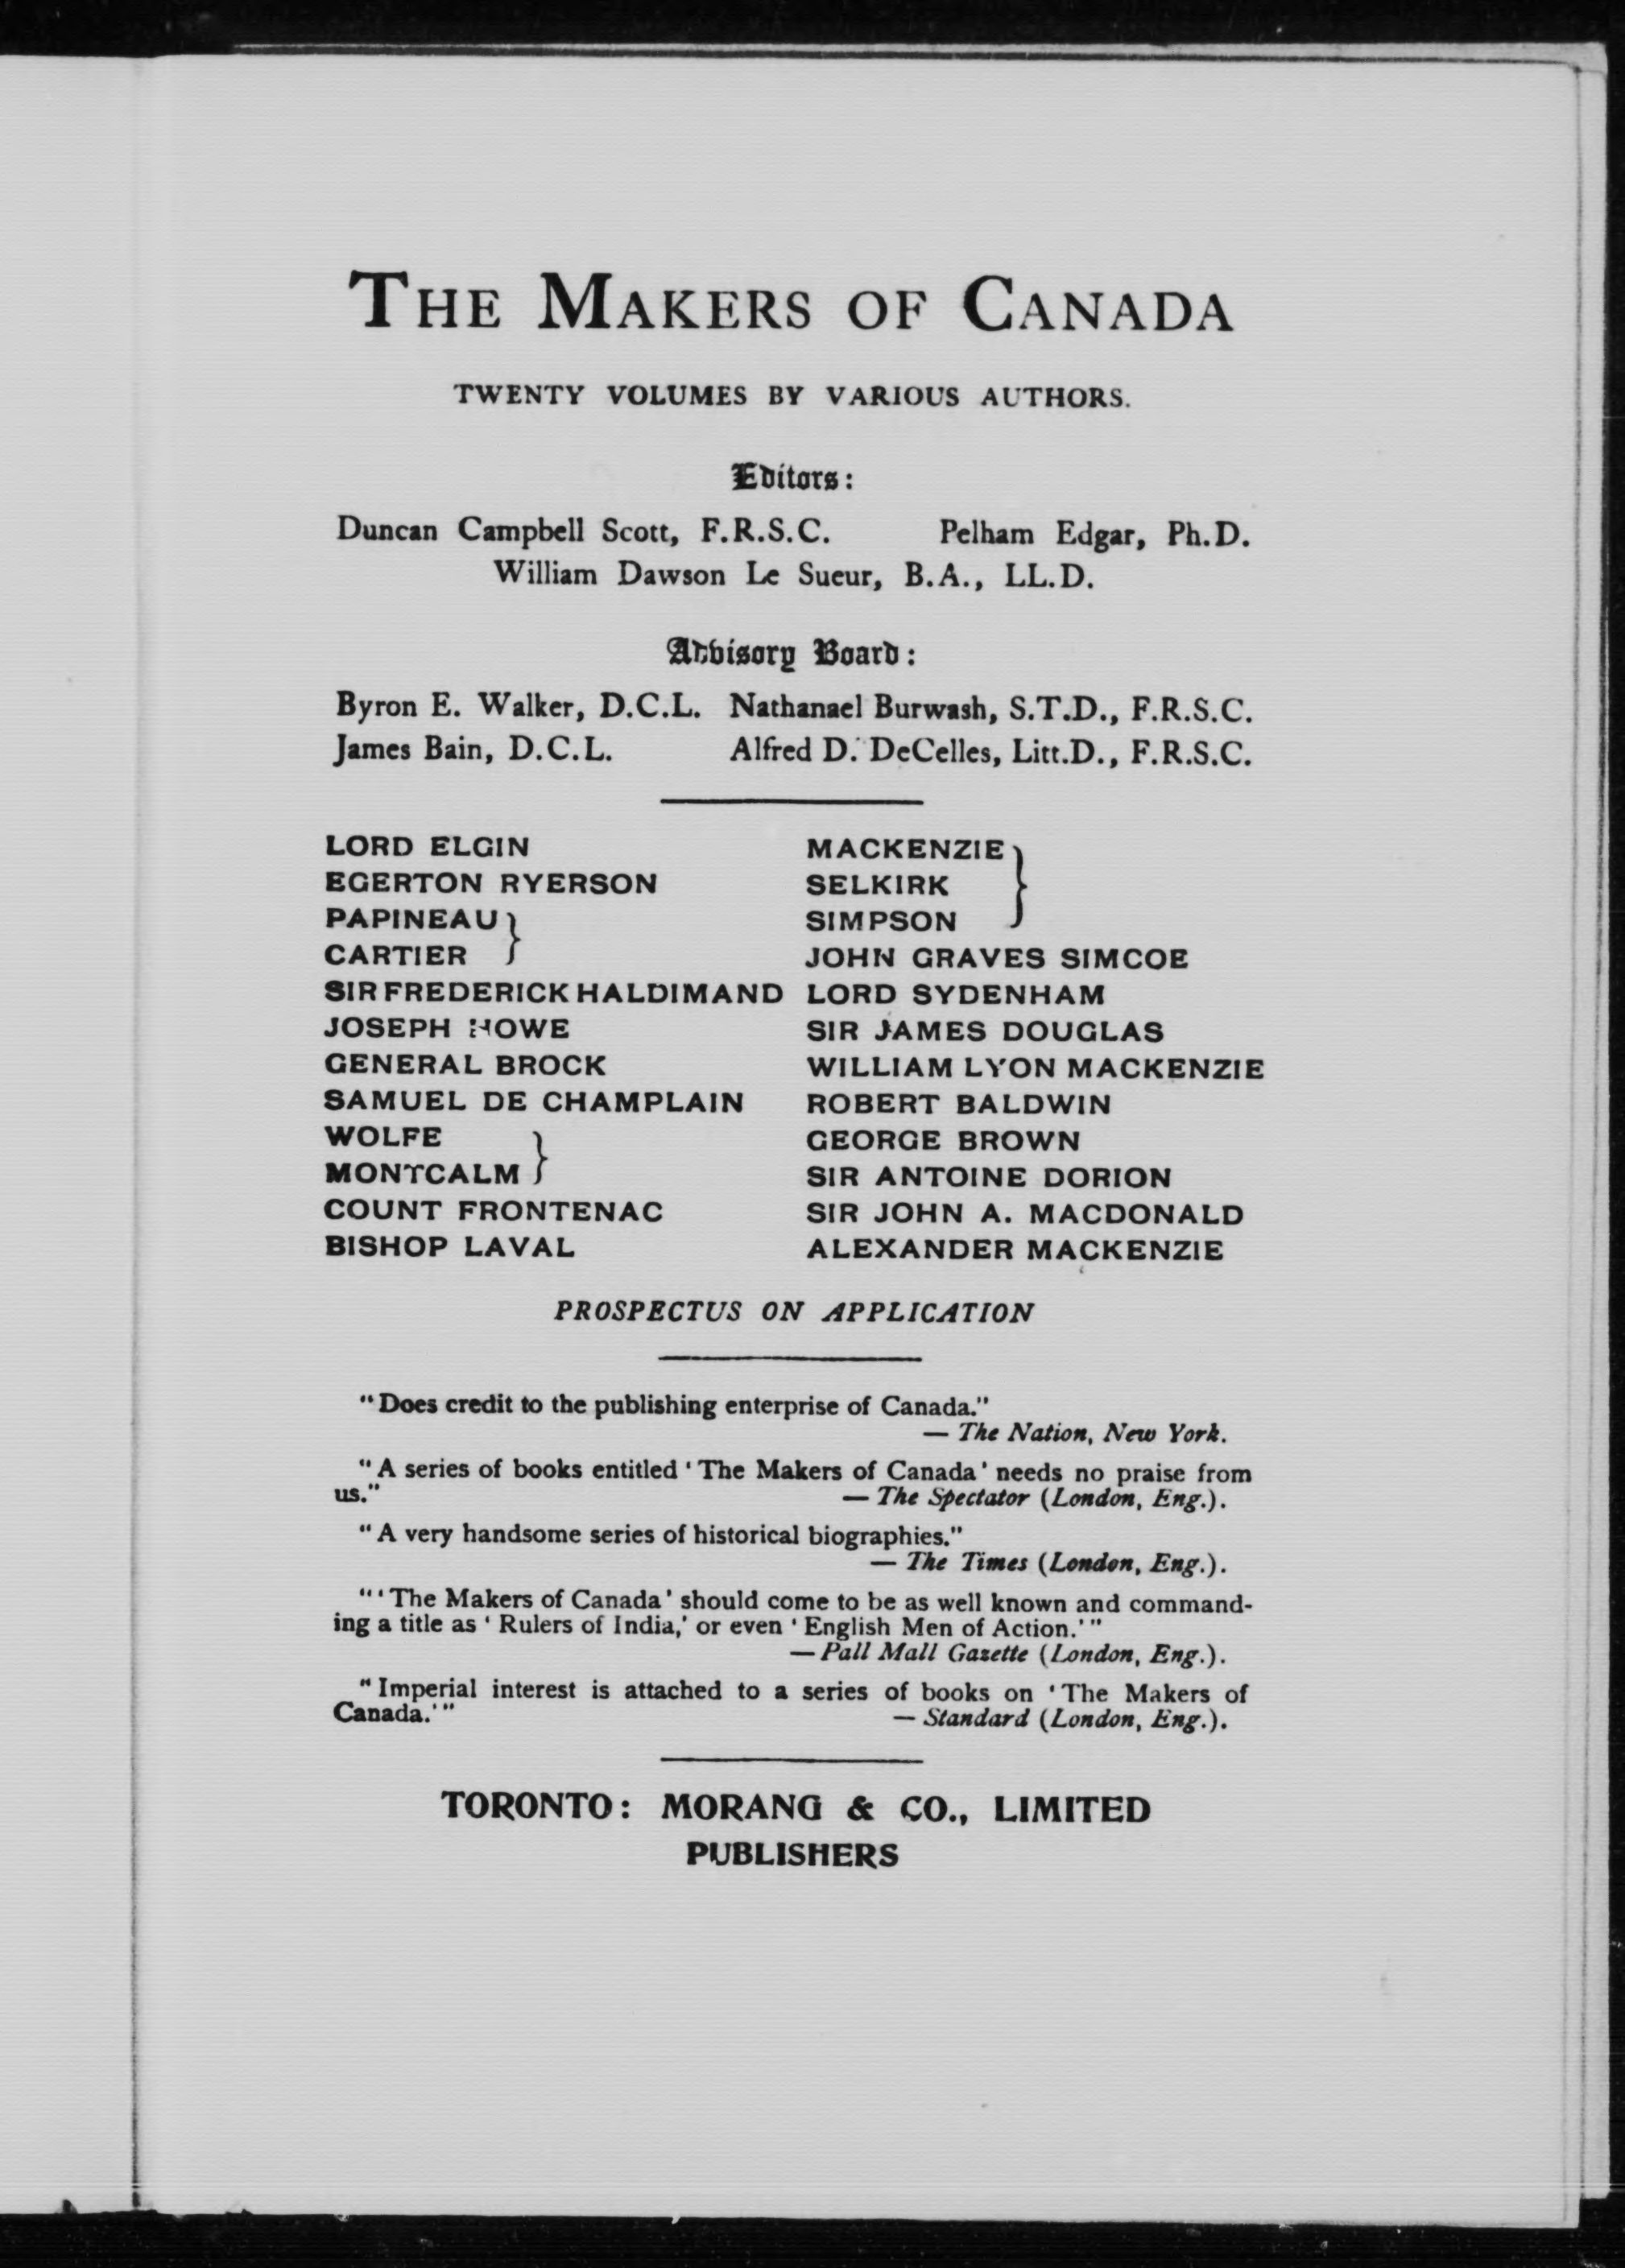 THE MAKERS OF CANADA
TWENTY VOLUMES BY VARIOUS AUTHORS.
Editors:
Duncan Campbell Scott, F.R.S.C. Pelham Edgar, Ph.D.
William Dawson Le Sueur, B.A., LL.D.
Advisory Board:
Byron E. Walker, D.C.L. Nathanael Burwash, S.T.D., F.R.S.C.
James Bain, D.C.L. Alfred D. DeCelles, Litt.D., F.R.S.C.
LORD ELGIN
EGERTON RYERSON
PAPINEAU }
CARTIER
SIR FREDERICK HALDIMAND
JOSEPH HOWE
GENERAL BROCK
SAMUEL DE CHAMPLAIN
WOLFE }
MONTCALM
COUNT FRONTENAC
BISHOP LAVAL
MACKENZIE }
SELKIRK
SIMPSON
JOHN GRAVES SIMCOE
LORD SYDENHAM
SIR JAMES DOUGLAS
WILLIAM LYON MACKENZIE
ROBERT BALDWIN
GEORGE BROWN
SIR ANTOINE DORION
SIR JOHN A. MACDONALD
ALEXANDER MACKENZIE
PROSPECTUS ON APPLICATION
"Does credit to the publishing enterprise of Canada."
— The Nation, New York.
"A series of books entitled 'The Makers of Canada' needs no praise from
us." — The Spectator (London, Eng.).
"A very handsome series of historical biographies."
— The Times (London, Eng.).
"'The Makers of Canada' should come to be as well known and command-
ing a title as 'Rulers of India,' or even 'English Men of Action.'"
— Pall Mall Gazette (London, Eng.).
"Imperial interest is attached to a series of books on 'The Makers of
Canada.'" — Standard (London, Eng.).
TORONTO: MORANG & CO., LIMITED
PUBLISHERS